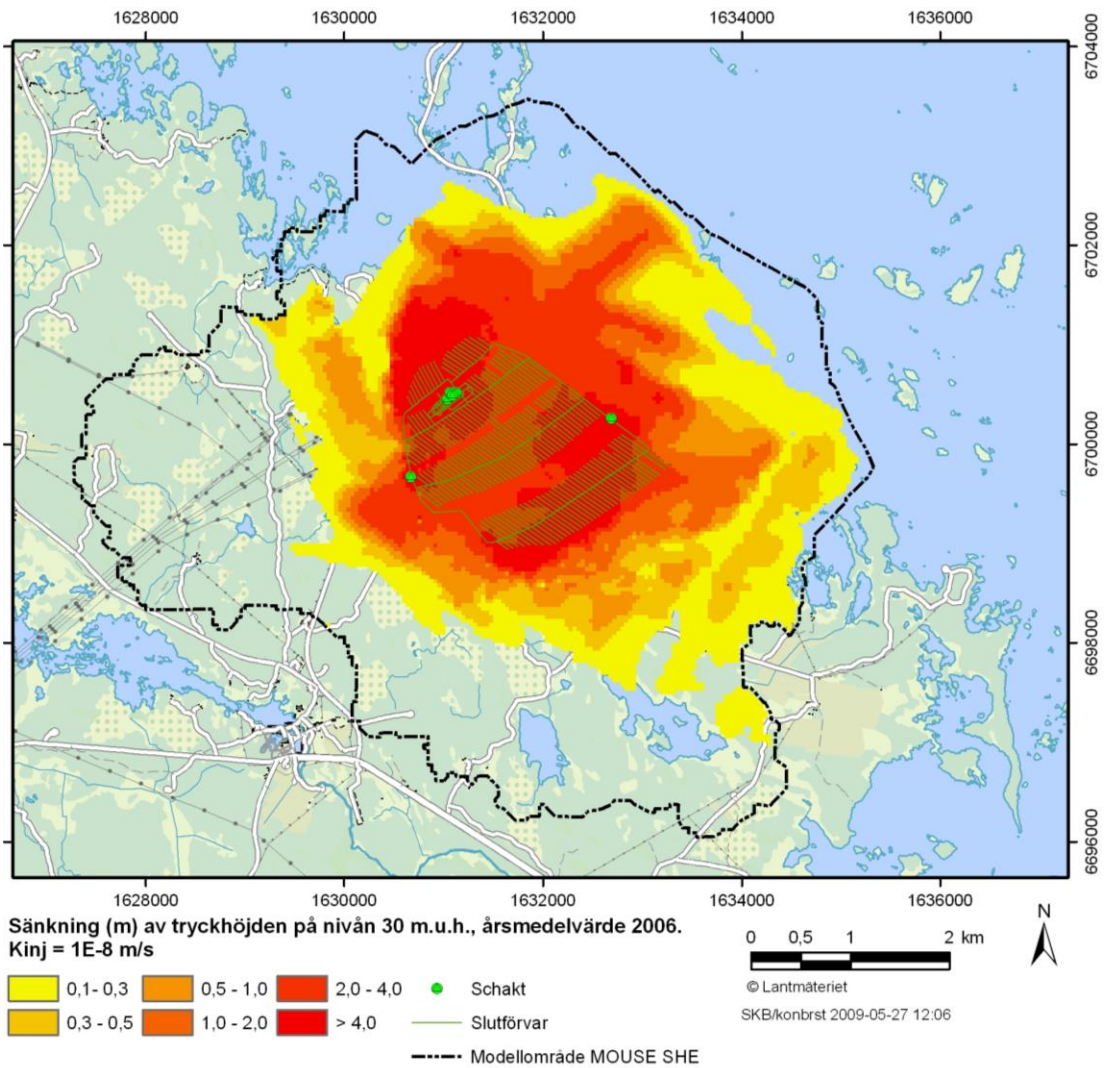 1628000 1630000 1632000 1634000 1636000
6704000
6702000
6700000
6698000
6696000
1628000 1630000 1632000 1634000 1636000
Sänkning (m) av tryckhöjden på nivån 30 m.u.h., årsmedelvärde 2006.
Kinj = 1E-8 m/s
0,1 - 0,3 0,5 - 1,0 2,0 - 4,0 Schakt
0,3 - 0,5 1,0 - 2,0 > 4,0 Slutförvar
Modellområde MOUSE SHE
0 0,5 1 2 km
© Lantmäteriet
SKB/konbrst 2009-05-27 12:06
N